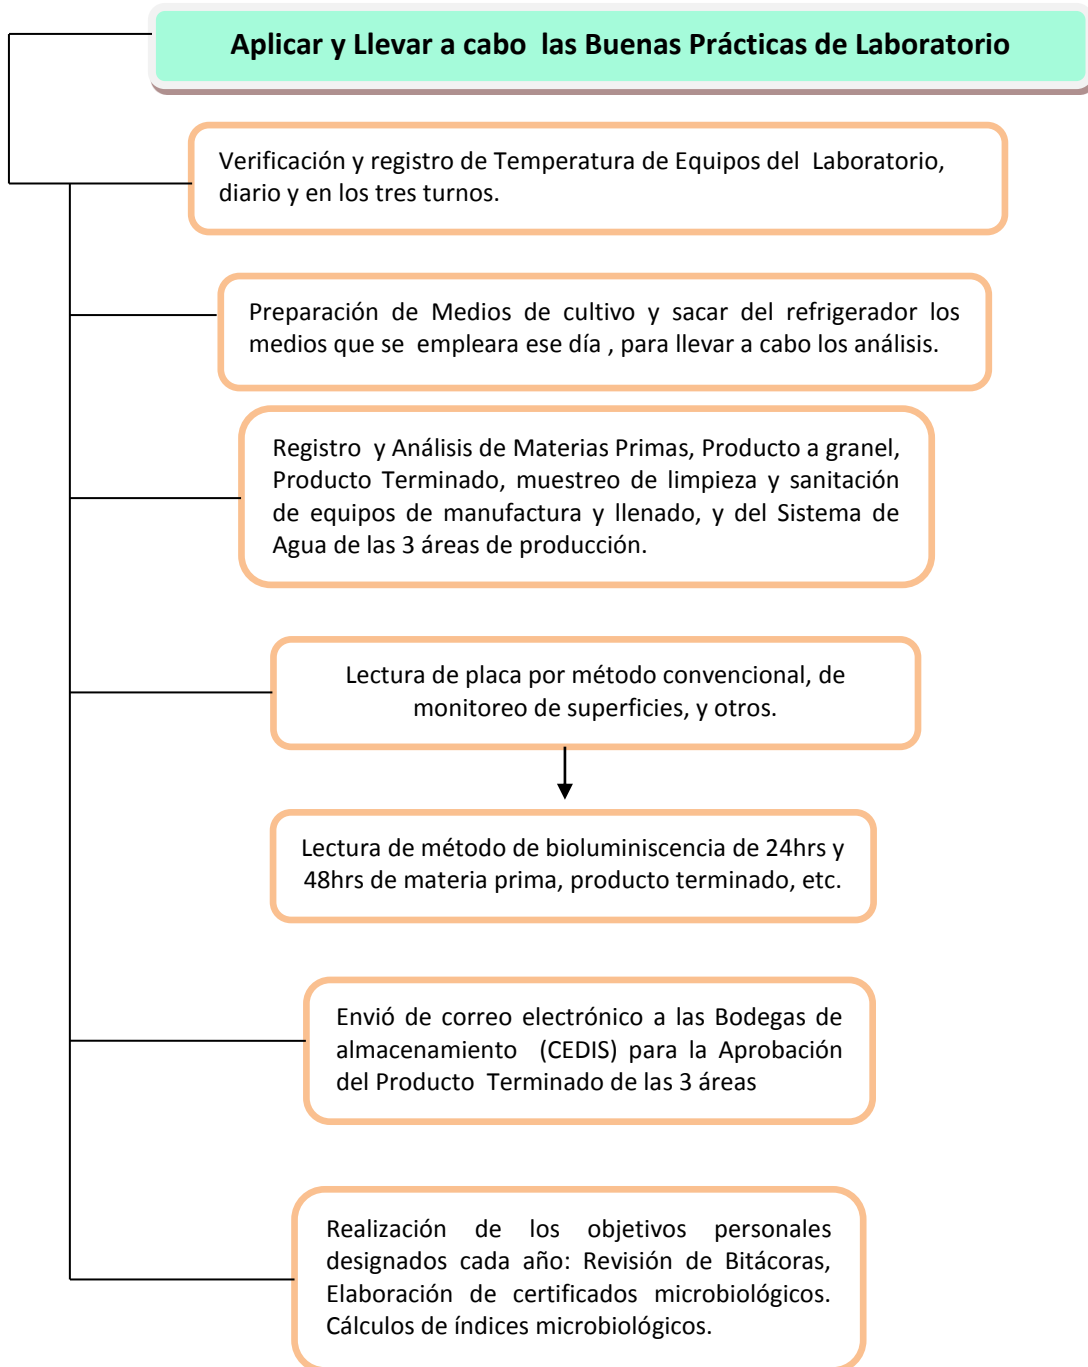 Aplicar y Llevar a cabo las Buenas Prácticas de Laboratorio
Verificación y registro de Temperatura de Equipos del Laboratorio,
diario y en los tres turnos.
Preparación de Medios de cultivo y sacar del refrigerador los
medios que se empleara ese día , para llevar a cabo los análisis.
Registro y Análisis de Materias Primas, Producto a granel,
Producto Terminado, muestreo de limpieza y sanitación
de equipos de manufactura y llenado, y del Sistema de
Agua de las 3 áreas de producción.
Lectura de placa por método convencional, de
monitoreo de superficies, y otros.
Lectura de método de bioluminiscencia de 24hrs y
48hrs de materia prima, producto terminado, etc.
Envió de correo electrónico a las Bodegas de
almacenamiento (CEDIS) para la Aprobación
del Producto Terminado de las 3 áreas
Realización de los objetivos personales
designados cada año: Revisión de Bitácoras,
Elaboración de certificados microbiológicos.
Cálculos de índices microbiológicos.